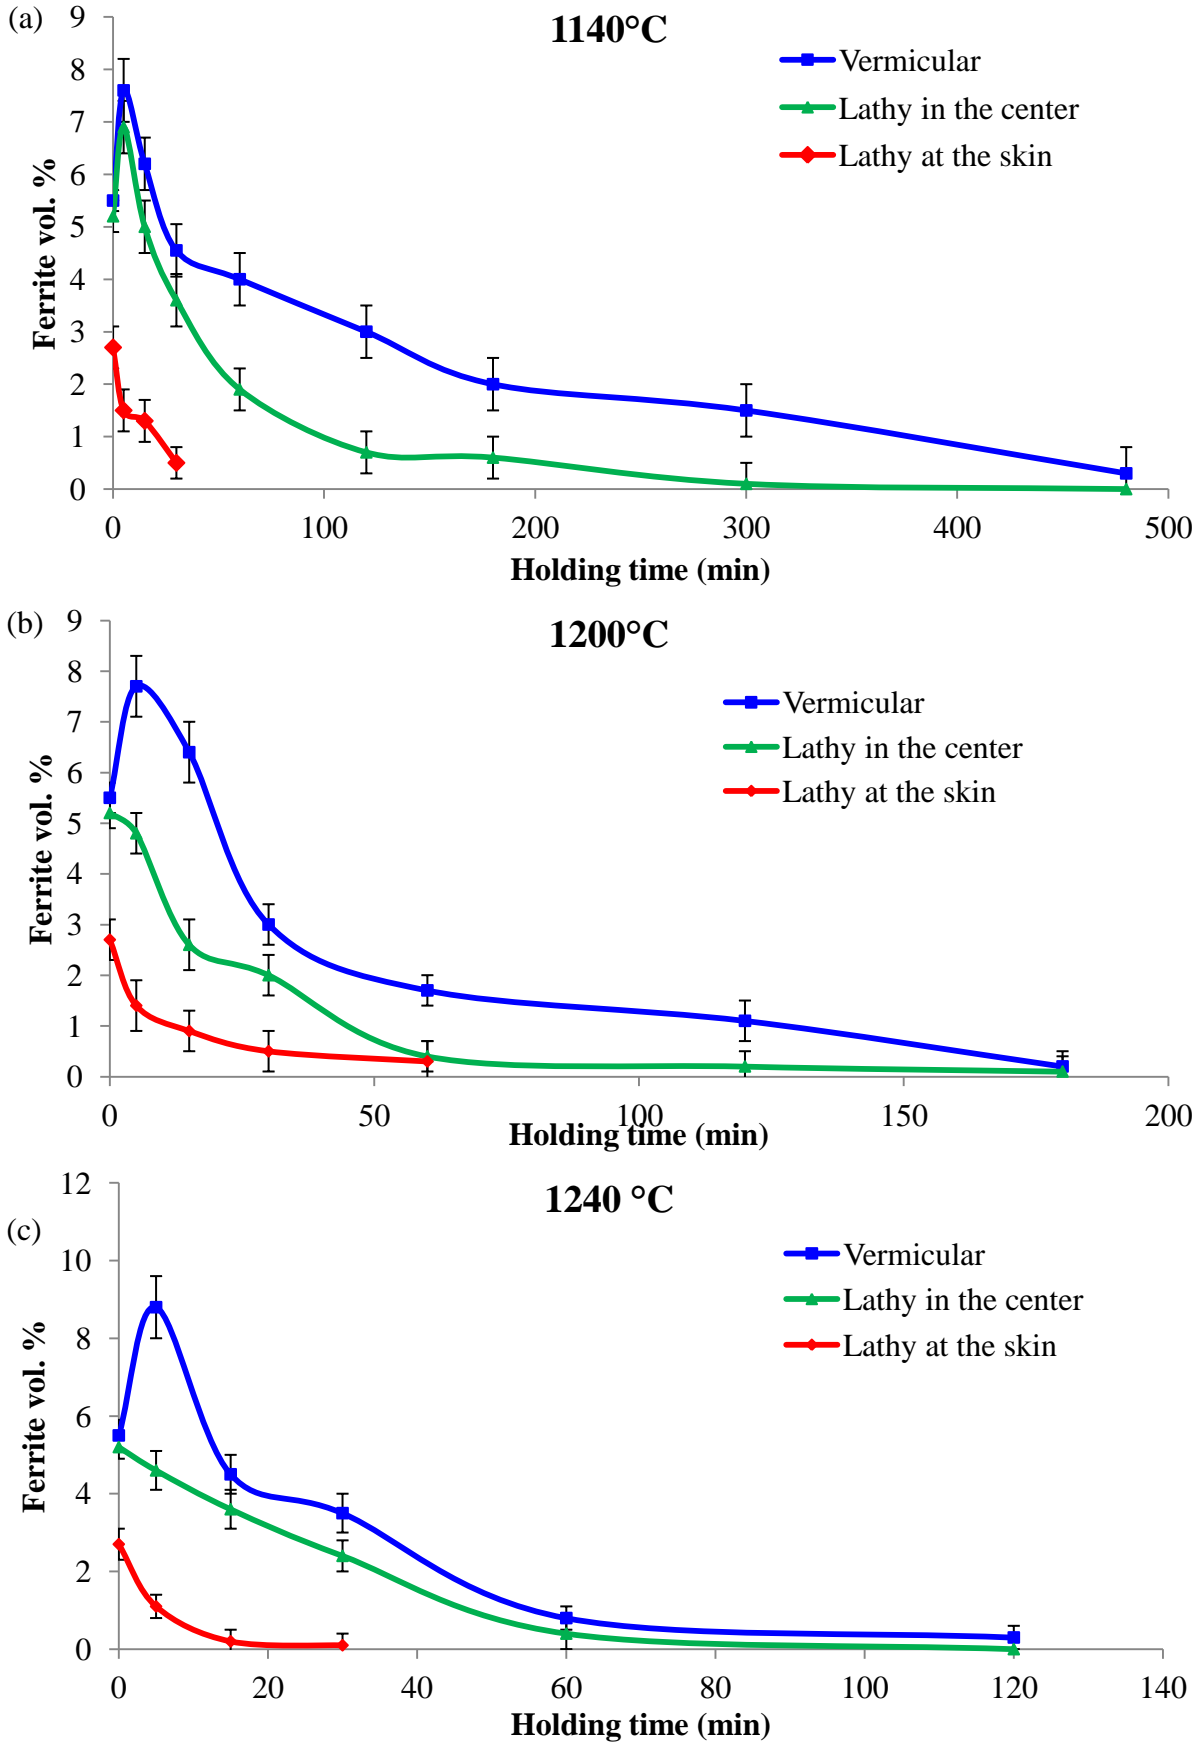 (a)
1140°C
9
8
7
6
5
4
3
2
1
0
Ferrite vol. %
Vermicular
Lathy in the center
Lathy at the skin
0 100 200 300 400 500
Holding time (min)
(b)
1200°C
9
8
7
6
5
4
3
2
1
0
Ferrite vol. %
Vermicular
Lathy in the center
Lathy at the skin
0 50 100 150 200
Holding time (min)
(c)
1240 °C
12
10
8
6
4
2
0
Ferrite vol. %
Vermicular
Lathy in the center
Lathy at the skin
0 20 40 60 80 100 120 140
Holding time (min)